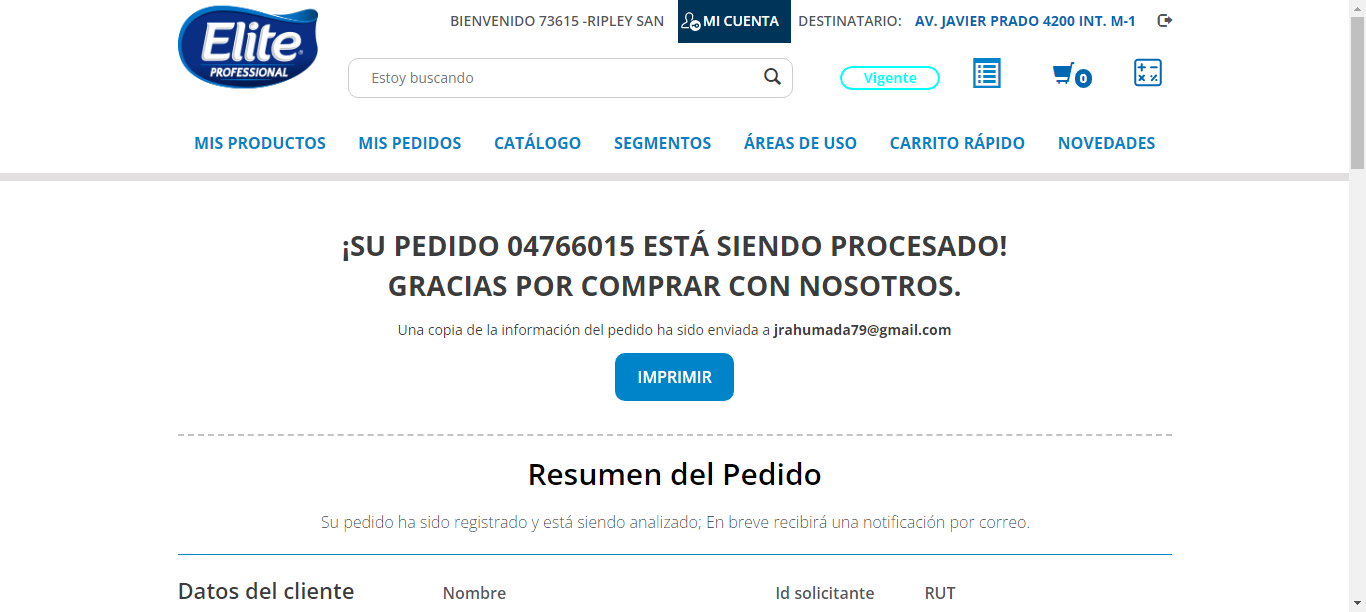 Elite
PROFESSIONAL
BIENVENIDO 73615 -RIPLEY SAN
MI CUENTA
DESTINATARIO: AV. JAVIER PRADO 4200 INT. M-1
Estoy buscando
Vigente
0
MIS PRODUCTOS MIS PEDIDOS CATÁLOGO SEGMENTOS ÁREAS DE USO CARRITO RÁPIDO NOVEDADES
¡SU PEDIDO 04766015 ESTÁ SIENDO PROCESADO!
GRACIAS POR COMPRAR CON NOSOTROS.
Una copia de la información del pedido ha sido enviada a jrahumada79@gmail.com
IMPRIMIR
Resumen del Pedido
Su pedido ha sido registrado y está siendo analizado; En breve recibirá una notificación por correo.
Datos del cliente Nombre Id solicitante RUT